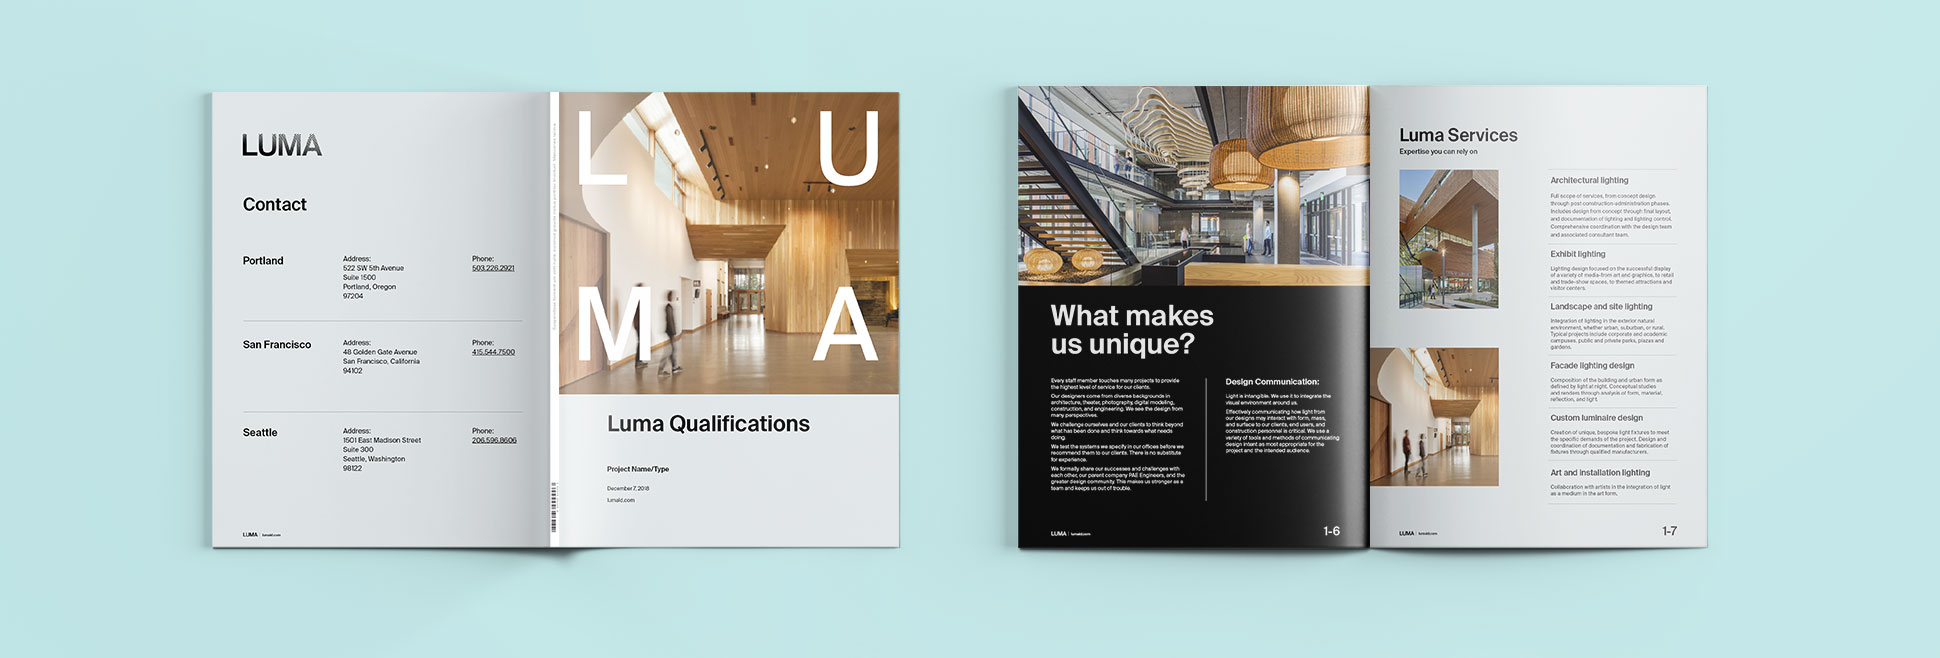 LUMA
Contact
Portland
Address:
522 SW 5th Avenue
Suite 1500
Portland, Oregon
97204
Phone:
503.226.2921
San Francisco
Address:
48 Golden Gate Avenue
San Francisco, California
94102
Phone:
415.544.7500
Seattle
Address:
1501 East Madison Street
Suite 300
Seattle, Washington
98122
Phone:
206.596.8606
LUMA | lumald.com
L U
M A
Luma Qualifications
Project Name/Type
December 7, 2018
lumald.com
What makes
us unique?
Every staff member touches many projects to provide
the highest level of service for our clients.
Our designers come from diverse backgrounds in
architecture, theater, photography, digital modeling,
construction, and engineering. We see the design from
many perspectives.
We challenge ourselves and our clients to think beyond
what has been done and think towards what needs
doing.
We test the systems we specify in our offices before we
recommend them to our clients. There is no substitute
for experience.
We formally share our successes and challenges with
each other, our parent company PAE Engineers, and the
greater design community. This makes us stronger as a
team and keeps us out of trouble.
Design Communication:
Light is intangible. We use it to integrate the
visual environment around us.
Effectively communicating how light from
our designs may interact with form, mass,
and surface to our clients, end users, and
construction personnel is critical. We use a
variety of tools and methods of communicating
design intent as most appropriate for the
project and the intended audience.
LUMA | lumald.com
1-6
Luma Services
Expertise you can rely on
Architectural lighting
Full scope of services, from concept design
through post construction-administration phases.
Includes design from concept through final layout,
and documentation of lighting and lighting control.
Comprehensive coordination with the design team
and associated consultant team.
Exhibit lighting
Lighting design focused on the successful display
of a variety of media-from art and graphics, to retail
and trade-show spaces, to themed attractions and
visitor centers.
Landscape and site lighting
Integration of lighting in the exterior natural
environment, whether urban, suburban, or rural.
Typical projects include corporate and academic
campuses, public and private parks, plazas and
gardens.
Facade lighting design
Composition of the building and urban form as
defined by light at night. Conceptual studies
and renders through analysis of form, material,
reflection, and light.
Custom luminaire design
Creation of unique, bespoke light fixtures to meet
the specific demands of the project. Design and
coordination of documentation and fabrication of
fixtures through qualified manufacturers.
Art and installation lighting
Collaboration with artists in the integration of light
as a medium in the art form.
LUMA | lumald.com
1-7